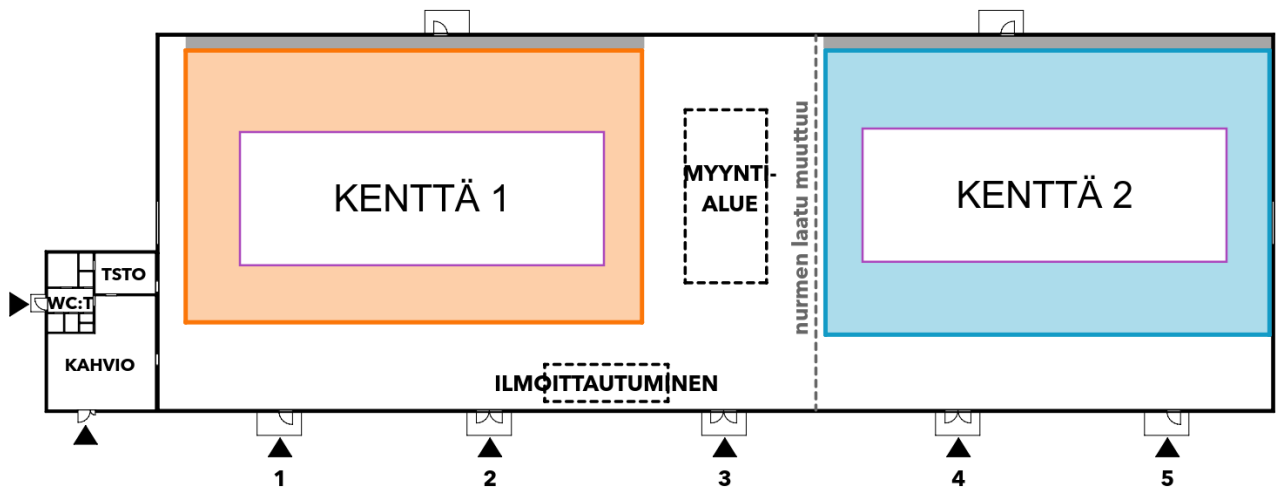 KENTTÄ 1
MYYNTI-
ALUE
nurmen laatu muuttuu
KENTTÄ 2
TSTO
WC:T
KAHVIO
ILMOITTAUTUMINEN
1
2
3
4
5